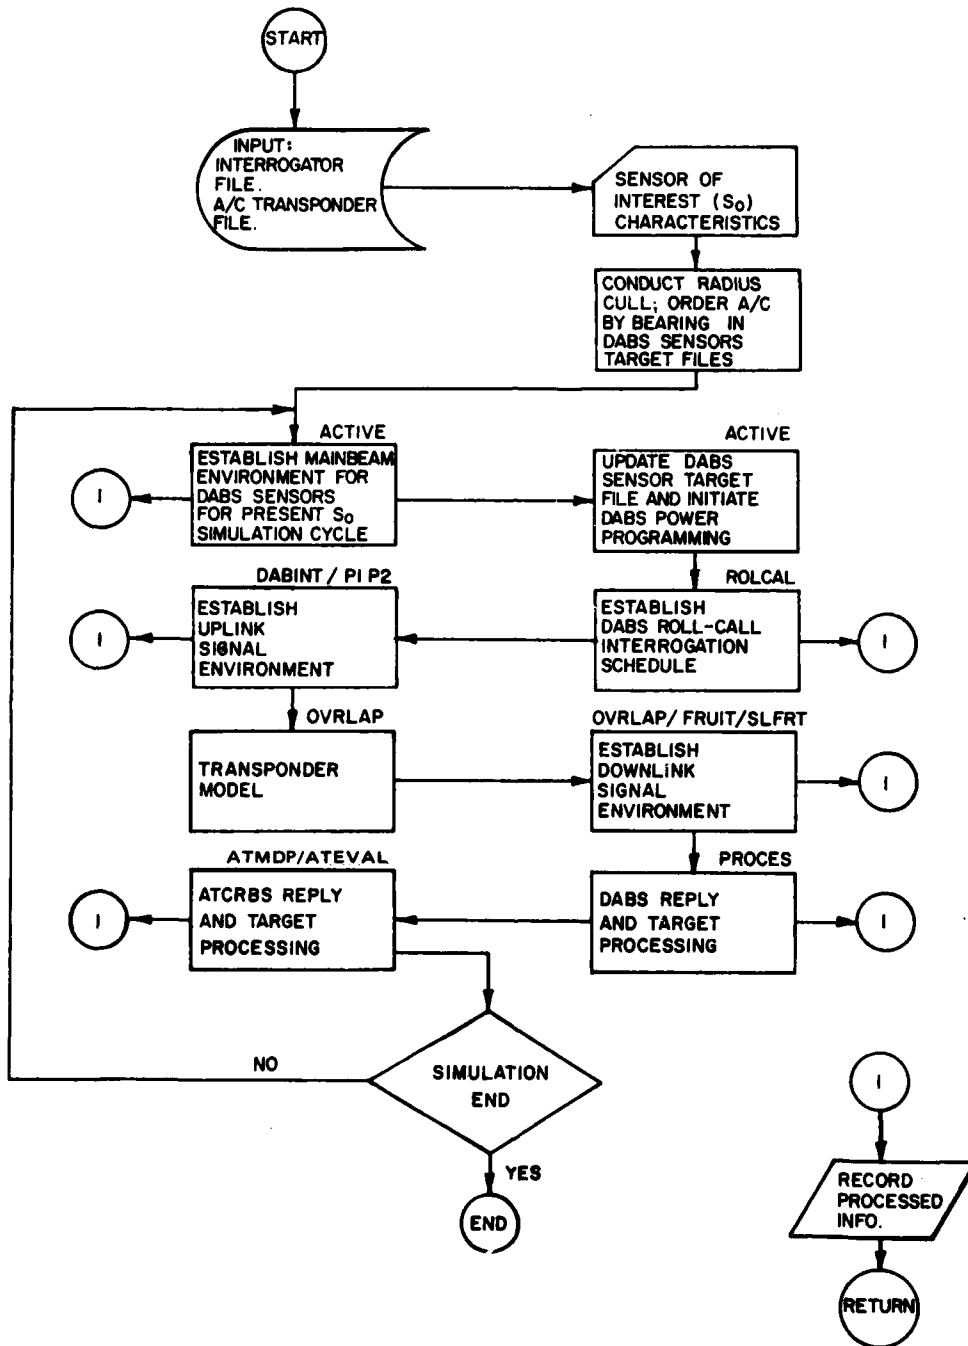 START
INPUT:
INTERROGATOR
FILE.
A/C TRANSPONDER
FILE.
SENSOR OF
INTEREST (S₀)
CHARACTERISTICS
CONDUCT RADIUS
CULL; ORDER A/C
BY BEARING IN
DABS SENSORS
TARGET FILES
ACTIVE
ESTABLISH MAINBEAM
ENVIRONMENT FOR
DABS SENSORS
FOR PRESENT S₀
SIMULATION CYCLE
I
ACTIVE
UPDATE DABS
SENSOR TARGET
FILE AND INITIATE
DABS POWER
PROGRAMMING
DABINT / PI P2
ESTABLISH
UPLINK
SIGNAL
ENVIRONMENT
I
ROLCAL
ESTABLISH
DABS ROLL-CALL
INTERROGATION
SCHEDULE
I
OVRLAP
TRANSPONDER
MODEL
OVRLAP/ FRUIT/SLFRT
ESTABLISH
DOWNLINK
SIGNAL
ENVIRONMENT
I
ATMDP/ATEVAL
ATCRBS REPLY
AND TARGET
PROCESSING
I
PROCES
DABS REPLY
AND TARGET
PROCESSING
I
SIMULATION
END
NO
YES
END
I
RECORD
PROCESSED
INFO.
RETURN